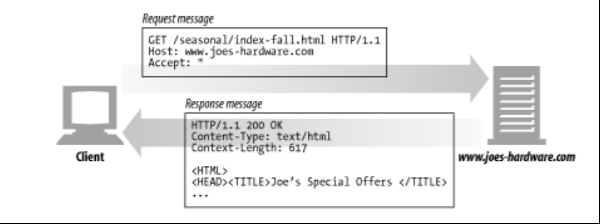 Request message
GET /seasonal/index-fall.html HTTP/1.1
Host: www.joes-hardware.com
Accept: *
Response message
HTTP/1.1 200 OK
Content-Type: text/html
Context-Length: 617
<HTML>
<HEAD><TITLE>Joe's Special Offers </TITLE>
...
Client
www.joes-hardware.com